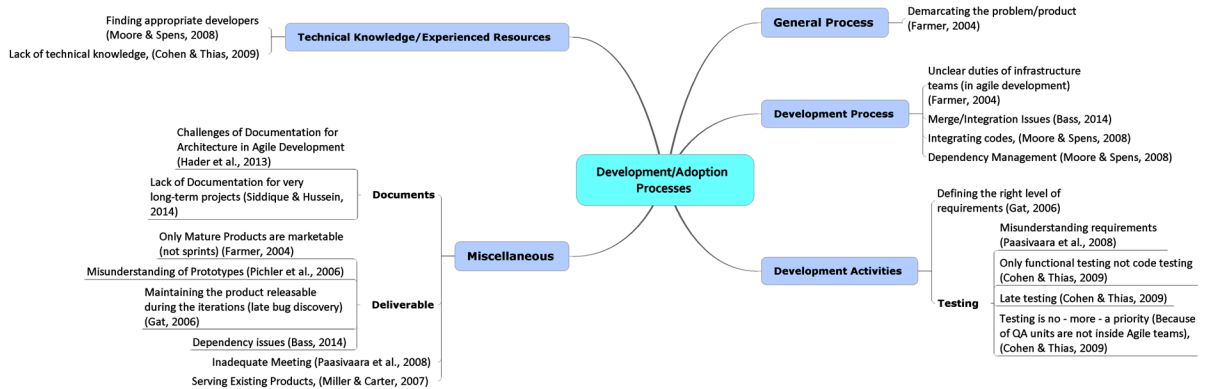 Development/Adoption
Processes
Technical Knowledge/Experienced Resources
Finding appropriate developers
(Moore & Spens, 2008)
Lack of technical knowledge, (Cohen & Thias, 2009)
General Process
Demarcating the problem/product
(Farmer, 2004)
Development Process
Unclear duties of infrastructure
teams (in agile development)
(Farmer, 2004)
Merge/Integration Issues (Bass, 2014)
Integrating codes, (Moore & Spens, 2008)
Dependency Management (Moore & Spens, 2008)
Development Activities
Defining the right level of
requirements (Gat, 2006)
Testing
Misunderstanding requirements
(Paasivaara et al., 2008)
Only functional testing not code testing
(Cohen & Thias, 2009)
Late testing (Cohen & Thias, 2009)
Testing is no - more - a priority (Because
of QA units are not inside Agile teams),
(Cohen & Thias, 2009)
Miscellaneous
Documents
Challenges of Documentation for
Architecture in Agile Development
(Hader et al., 2013)
Lack of Documentation for very
long-term projects (Siddique & Hussein,
2014)
Deliverable
Only Mature Products are marketable
(not sprints) (Farmer, 2004)
Misunderstanding of Prototypes (Pichler et al., 2006)
Maintaining the product releasable
during the iterations (late bug discovery)
(Gat, 2006)
Dependency issues (Bass, 2014)
Inadequate Meeting (Paasivaara et al., 2008)
Serving Existing Products, (Miller & Carter, 2007)